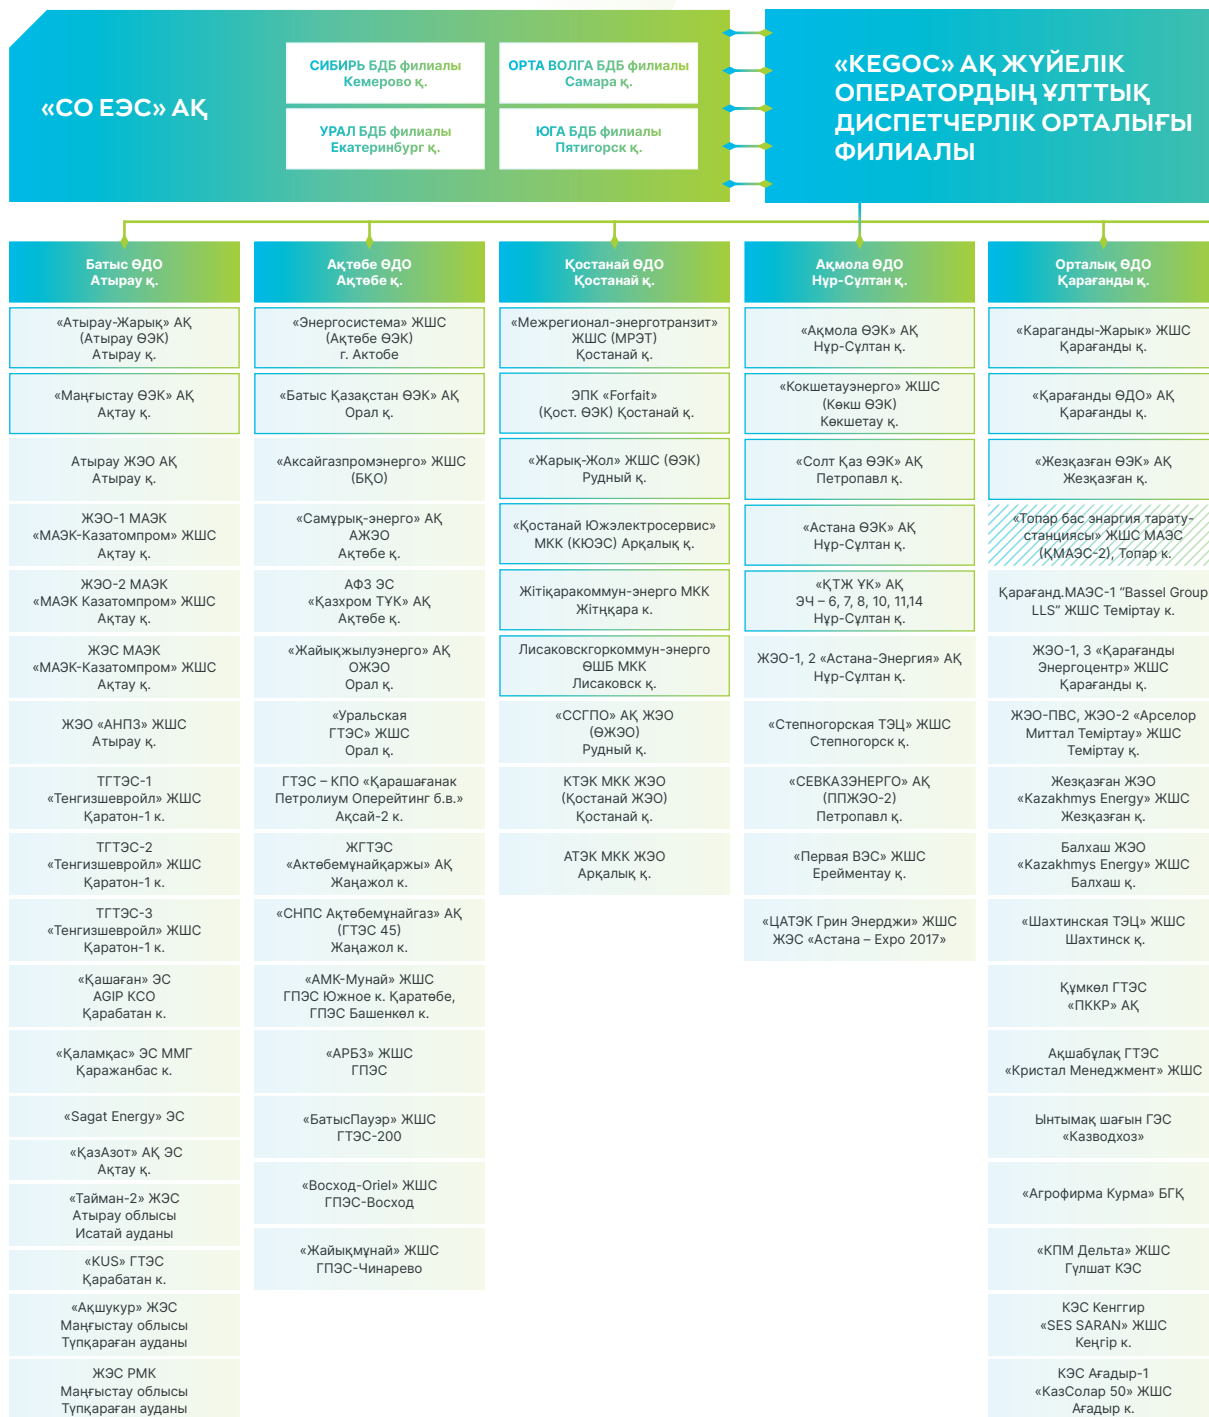 «СО ЕЭС» АҚ
СИБИРЬ БДБ филиалы
Кемерово қ.
ОРТА ВОЛГА БДБ филиалы
Самара қ.
УРАЛ БДБ филиалы
Екатеринбург қ.
ЮГА БДБ филиалы
Пятигорск қ.
«KEGOC» АҚ ЖҮЙЕЛІК
ОПЕРАТОРДЫҢ ҰЛТТЫҚ
ДИСПЕТЧЕРЛІК ОРТАЛЫҒЫ
ФИЛИАЛЫ
Батыс ӨДО
Атырау қ.
«Атырау-Жарық» АҚ
(Атырау ӨЭК)
Атырау қ.
«Маңғыстау ӨЭК» АҚ
Ақтау қ.
Атырау ЖЭО АҚ
Атырау қ.
ЖЭО-1 МАЭК
«МАЭК-Казатомпром» ЖШС
Ақтау қ.
ЖЭО-2 МАЭК
«МАЭК Казатомпром» ЖШС
Ақтау қ.
ЖЭС МАЭК
«МАЭК-Казатомпром» ЖШС
Ақтау қ.
ЖЭО «АНПЗ» ЖШС
Атырау қ.
ТГТЭС-1
«Тенгизшевройл» ЖШС
Қаратон-1 к.
ТГТЭС-2
«Тенгизшевройл» ЖШС
Қаратон-1 к.
ТГТЭС-3
«Тенгизшевройл» ЖШС
Қаратон-1 к.
«Қашаған» ЭС
AGIP КСО
Қарабатан к.
«Қаламқас» ЭС ММГ
Қаражанбас к.
«Sagat Energy» ЭС
«ҚазАзот» АҚ ЭС
Ақтау қ.
«Тайман-2» ЖЭС
Атырау облысы
Исатай ауданы
«KUS» ГТЭС
Қарабатан к.
«Ақшукур» ЖЭС
Маңғыстау облысы
Түпқараған ауданы
ЖЭС РМК
Маңғыстау облысы
Түпқараған ауданы
Ақтөбе ӨДО
Ақтөбе қ.
«Энергосистема» ЖШС
(Ақтөбе ӨЭК)
г. Актобе
«Батыс Қазақстан ӨЭК» АҚ
Орал қ.
«Аксайгазпромэнерго» ЖШС
(БҚО)
«Самұрық-энерго» АҚ
АЖЭО
Ақтөбе қ.
АФЗ ЭС
«Қазхром ТҰК» АҚ
Ақтөбе қ.
«Жайықжылуэнерго» АҚ
ОЖЭО
Орал қ.
«Уральская
ГТЭС» ЖШС
Орал қ.
ГТЭС – КПО «Қарашағанак
Петролиум Оперейтинг б.в.»
Ақсай-2 к.
ЖГТЭС
«Актөбемұнайқаржы» АҚ
Жаңажол к.
«СНПС Ақтөбемұнайгаз» АҚ
(ГТЭС 45)
Жаңажол к.
«АМК-Мунай» ЖШС
ГПЭС Южное к. Қаратөбе,
ГПЭС Башенкөл к.
«АРБЗ» ЖШС
ГПЭС
«БатысПауэр» ЖШС
ГТЭС-200
«Восход-Oriel» ЖШС
ГПЭС-Восход
«Жайықмұнай» ЖШС
ГПЭС-Чинарево
Қостанай ӨДО
Қостанай қ.
«Межрегионал-энерготранзит»
ЖШС (МРЭТ)
Қостанай қ.
ЭПК «Forfait»
(Қост. ӨЭК) Қостанай қ.
«Жарық-Жол» ЖШС (ӨЭК)
Рудный қ.
«Қостанай Южэлектросервис»
МКК (КЮЭС) Арқалық қ.
Жітіқаракоммун-энерго МКК
Жітңқара к.
Лисаковскгоркоммун-энерго
ӨШБ МКК
Лисаковск қ.
«ССГПО» АҚ ЖЭО
(ӨЖЭО)
Рудный қ.
КТЭК МКК ЖЭО
(Қостанай ЖЭО)
Қостанай қ.
АТЭК МКК ЖЭО
Арқалық қ.
Ақмола ӨДО
Нұр-Сұлтан қ.
«Ақмола ӨЭК» АҚ
Нұр-Сұлтан қ.
«Кокшетауэнерго» ЖШС
(Көкш ӨЭК)
Көкшетау қ.
«Солт Қаз ӨЭК» АҚ
Петропавл қ.
«Астана ӨЭК» АҚ
Нұр-Сұлтан қ.
«ҚТЖ ҰК» АҚ
ЭЧ – 6, 7, 8, 10, 11,14
Нұр-Сұлтан қ.
ЖЭО-1, 2 «Астана-Энергия» АҚ
Нұр-Сұлтан қ.
«Степногорская ТЭЦ» ЖШС
Степногорск қ.
«СЕВКАЗЭНЕРГО» АҚ
(ППЖЭО-2)
Петропавл қ.
«Первая ВЭС» ЖШС
Ерейментау қ.
«ЦАТЭК Грин Энерджи» ЖШС
ЖЭС «Астана – Expo 2017»
Орталық ӨДО
Қарағанды қ.
«Караганды-Жарык» ЖШС
Қарағанды қ.
«Қарағанды ӨДО» АҚ
Қарағанды қ.
«Жезқазған ӨЭК» АҚ
Жезқазған қ.
«Топар бас энаргия тарату-
станциясы» ЖШС МАЭС
(ҚМАЭС-2), Топар к.
Қарағанд.МАЭС-1 "Bassel Group
LLS" ЖШС Теміртау к.
ЖЭО-1, 3 «Қарағанды
Энергоцентр» ЖШС
Қарағанды қ.
ЖЭО-ПВС, ЖЭО-2 «Арселор
Миттал Теміртау» ЖШС
Теміртау қ.
Жезқазған ЖЭО
«Kazakhmys Energy» ЖШС
Жезқазған қ.
Балхаш ЖЭО
«Kazakhmys Energy» ЖШС
Балхаш қ.
«Шахтинская ТЭЦ» ЖШС
Шахтинск қ.
Құмкөл ГТЭС
«ПККР» АҚ
Ақшабұлақ ГТЭС
«Кристал Менеджмент» ЖШС
Ынтымақ шағын ГЭС
«Казводхоз»
«Агрофирма Курма» БГҚ
«КПМ Дельта» ЖШС
Гүлшат КЭС
КЭС Кенггир
«SES SARAN» ЖШС
Кеңгір к.
КЭС Ағадыр-1
«КазСолар 50» ЖШС
Ағадыр к.